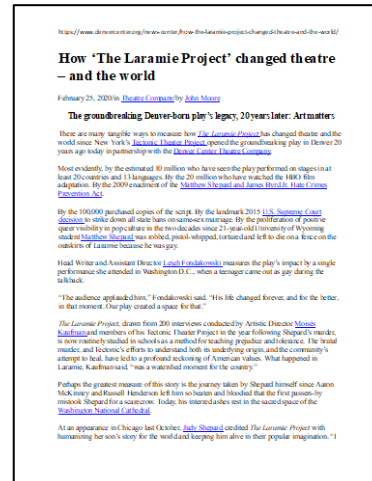 https://www.denvercenter.org/news-center/how-the-laramie-project-changed-theatre-and-the-world/
How ‘The Laramie Project’ changed theatre
– and the world
February 25, 2020/in Theatre Company/by John Moore
The groundbreaking, Denver-born play’s legacy, 20 years later: Art matters
There are many tangible ways to measure how The Laramie Project has changed theatre and the
world since New York’s Tectonic Theater Project opened the groundbreaking play in Denver 20
years ago today in partnership with the Denver Center Theatre Company.
Most evidently, by the estimated 10 million who have seen the play performed on stages in at
least 20 countries and 13 languages. By the 20 million who have watched the HBO film
adaptation. By the 2009 enactment of the Matthew Shepard and James Byrd Jr. Hate Crimes
Prevention Act.
By the 100,000 purchased copies of the script. By the landmark 2015 U.S. Supreme Court
decision to strike down all state bans on same-sex marriage. By the proliferation of positive
queer visibility in pop culture in the two decades since 21-year-old University of Wyoming
student Matthew Shepard was robbed, pistol-whipped, tortured and left to die on a fence on the
outskirts of Laramie because he was gay.
Head Writer and Assistant Director Leigh Fondakowski measures the play’s impact by a single
performance she attended in Washington D.C., when a teenager came out as gay during the
talkback.
“The audience applauded him,” Fondakowski said. “His life changed forever, and for the better,
in that moment. Our play created a space for that.”
The Laramie Project, drawn from 200 interviews conducted by Artistic Director Moisés
Kaufman and members of his Tectonic Theater Project in the year following Shepard’s murder,
is now routinely studied in schools as a method for teaching prejudice and tolerance. The brutal
murder, and Tectonic’s efforts to understand both its underlying origin, and the community’s
attempt to heal, have led to a profound reckoning of American values. What happened in
Laramie, Kaufman said, “was a watershed moment for the country.”
Perhaps the greatest measure of this story is the journey taken by Shepard himself since Aaron
McKinney and Russell Henderson left him so beaten and bloodied that the first passers-by
mistook Shepard for a scarecrow. Today, his interred ashes rest in the sacred space of the
Washington National Cathedral.
At an appearance in Chicago last October, Judy Shepard credited The Laramie Project with
humanizing her son’s story for the world and keeping him alive in their popular imagination. “I